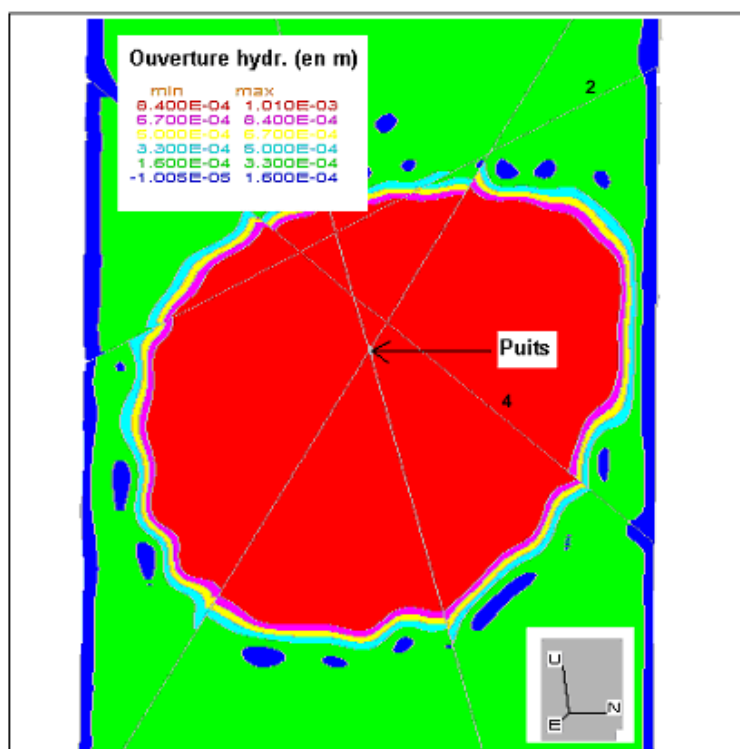 Ouverture hydr. (en m)
min max
8.400E-04 1.010E-03
6.700E-04 8.400E-04
5.000E-04 6.700E-04
3.300E-04 5.000E-04
1.600E-04 3.300E-04
-1.005E-05 1.600E-04
2
Puits
4
U
E N